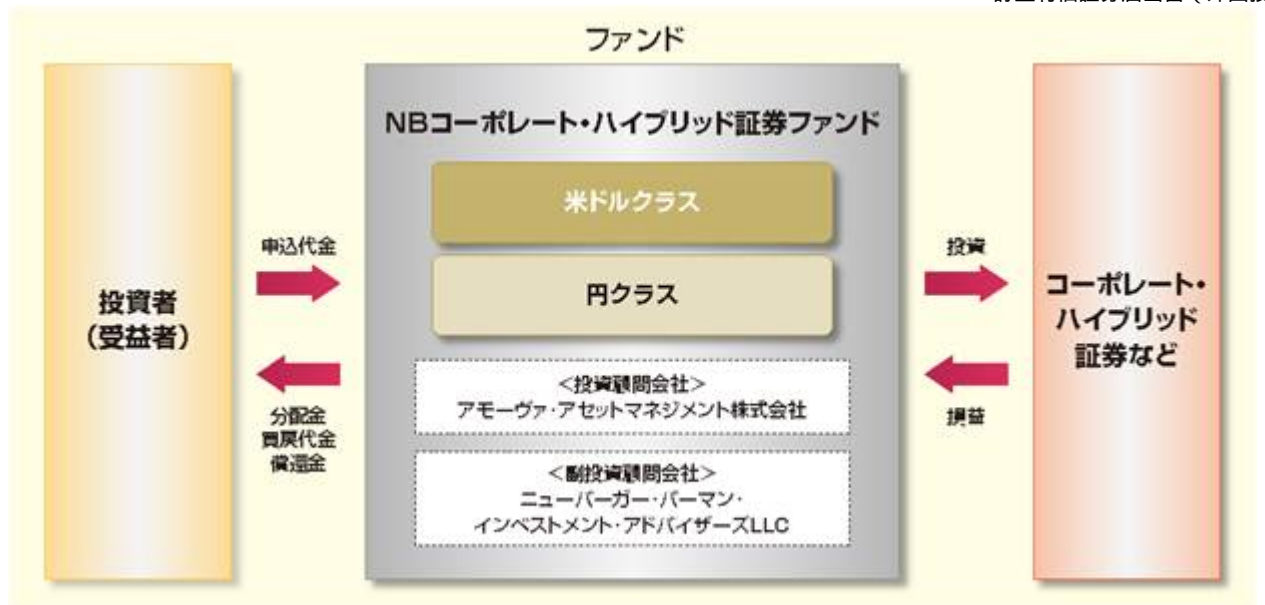 ファンド
投資者
(受益者)
申込代金
分配金
買戻代金
償還金
NBコーポレート・ハイブリッド証券ファンド
米ドルクラス
円クラス
<投資顧問会社>
アモーヴァ・アセットマネジメント株式会社
<副投資顧問会社>
ニューバーガー・バーマン・
インベストメント・アドバイザーズLLC
投資
損益
コーポレート・
ハイブリッド
証券など